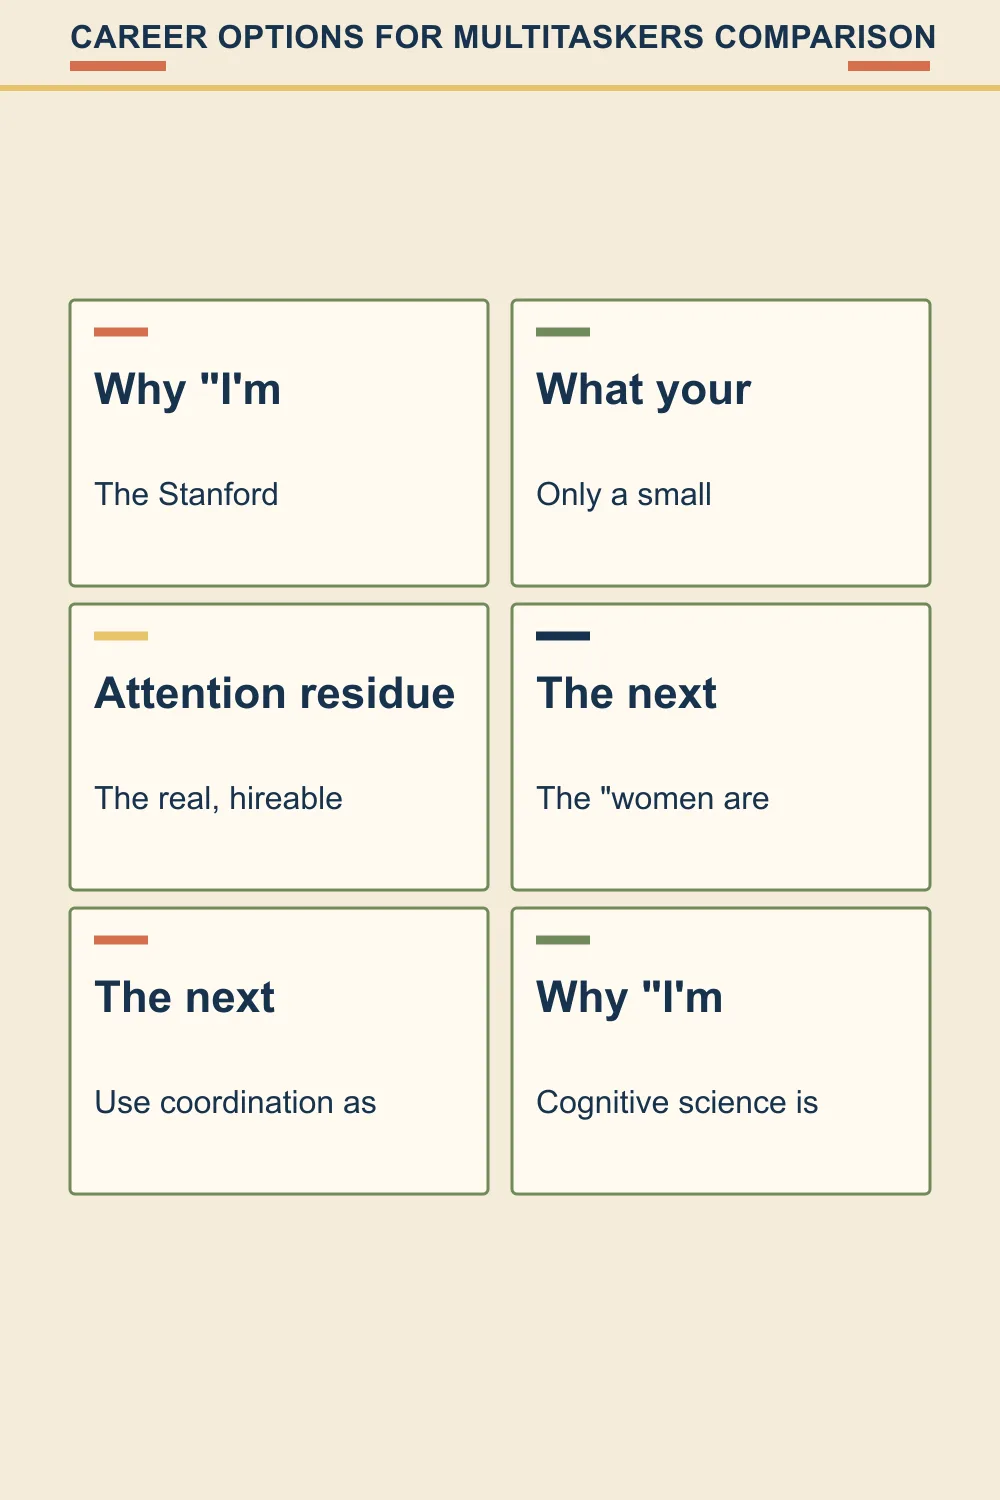 CAREER OPTIONS FOR MULTITASKERS COMPARISON
Why "I'm
The Stanford
What your
Only a small
Attention residue
The real, hireable
The next
The "women are
The next
Use coordination as
Why "I'm
Cognitive science is